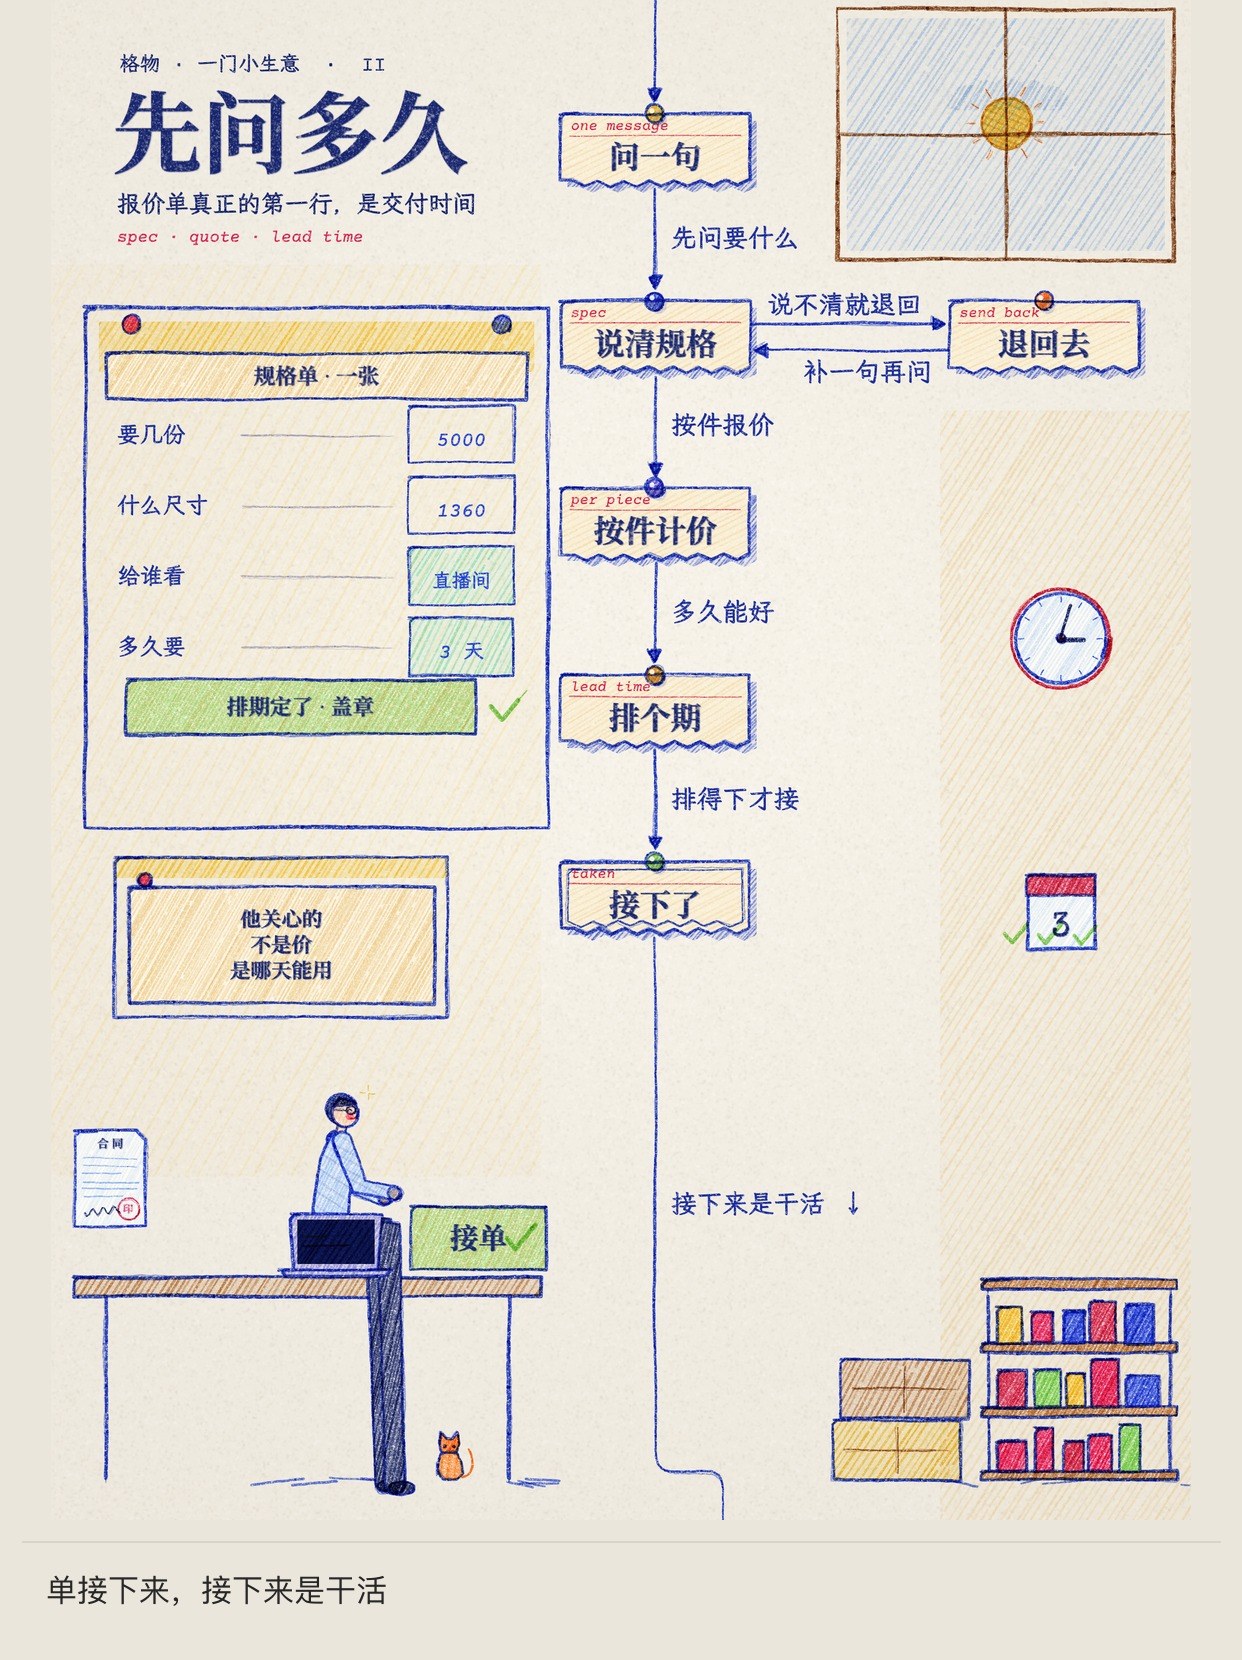 格物 · 一门小生意 · II
先问多久
报价单真正的第一行，是交付时间
spec · quote · lead time
规格单 · 一张
要几份 5000
什么尺寸 1360
给谁看 直播间
多久要 3 天
排期定了 · 盖章
他关心的
不是价
是哪天能用
合同
印
接单
one message
问一句
先问要什么
spec
说清规格
说不清就退回
补一句再问
send back
退回去
按件报价
per piece
按件计价
多久能好
lead time
排个期
排得下才接
taken
接下了
3
接下来是干活 ↓
单接下来，接下来是干活